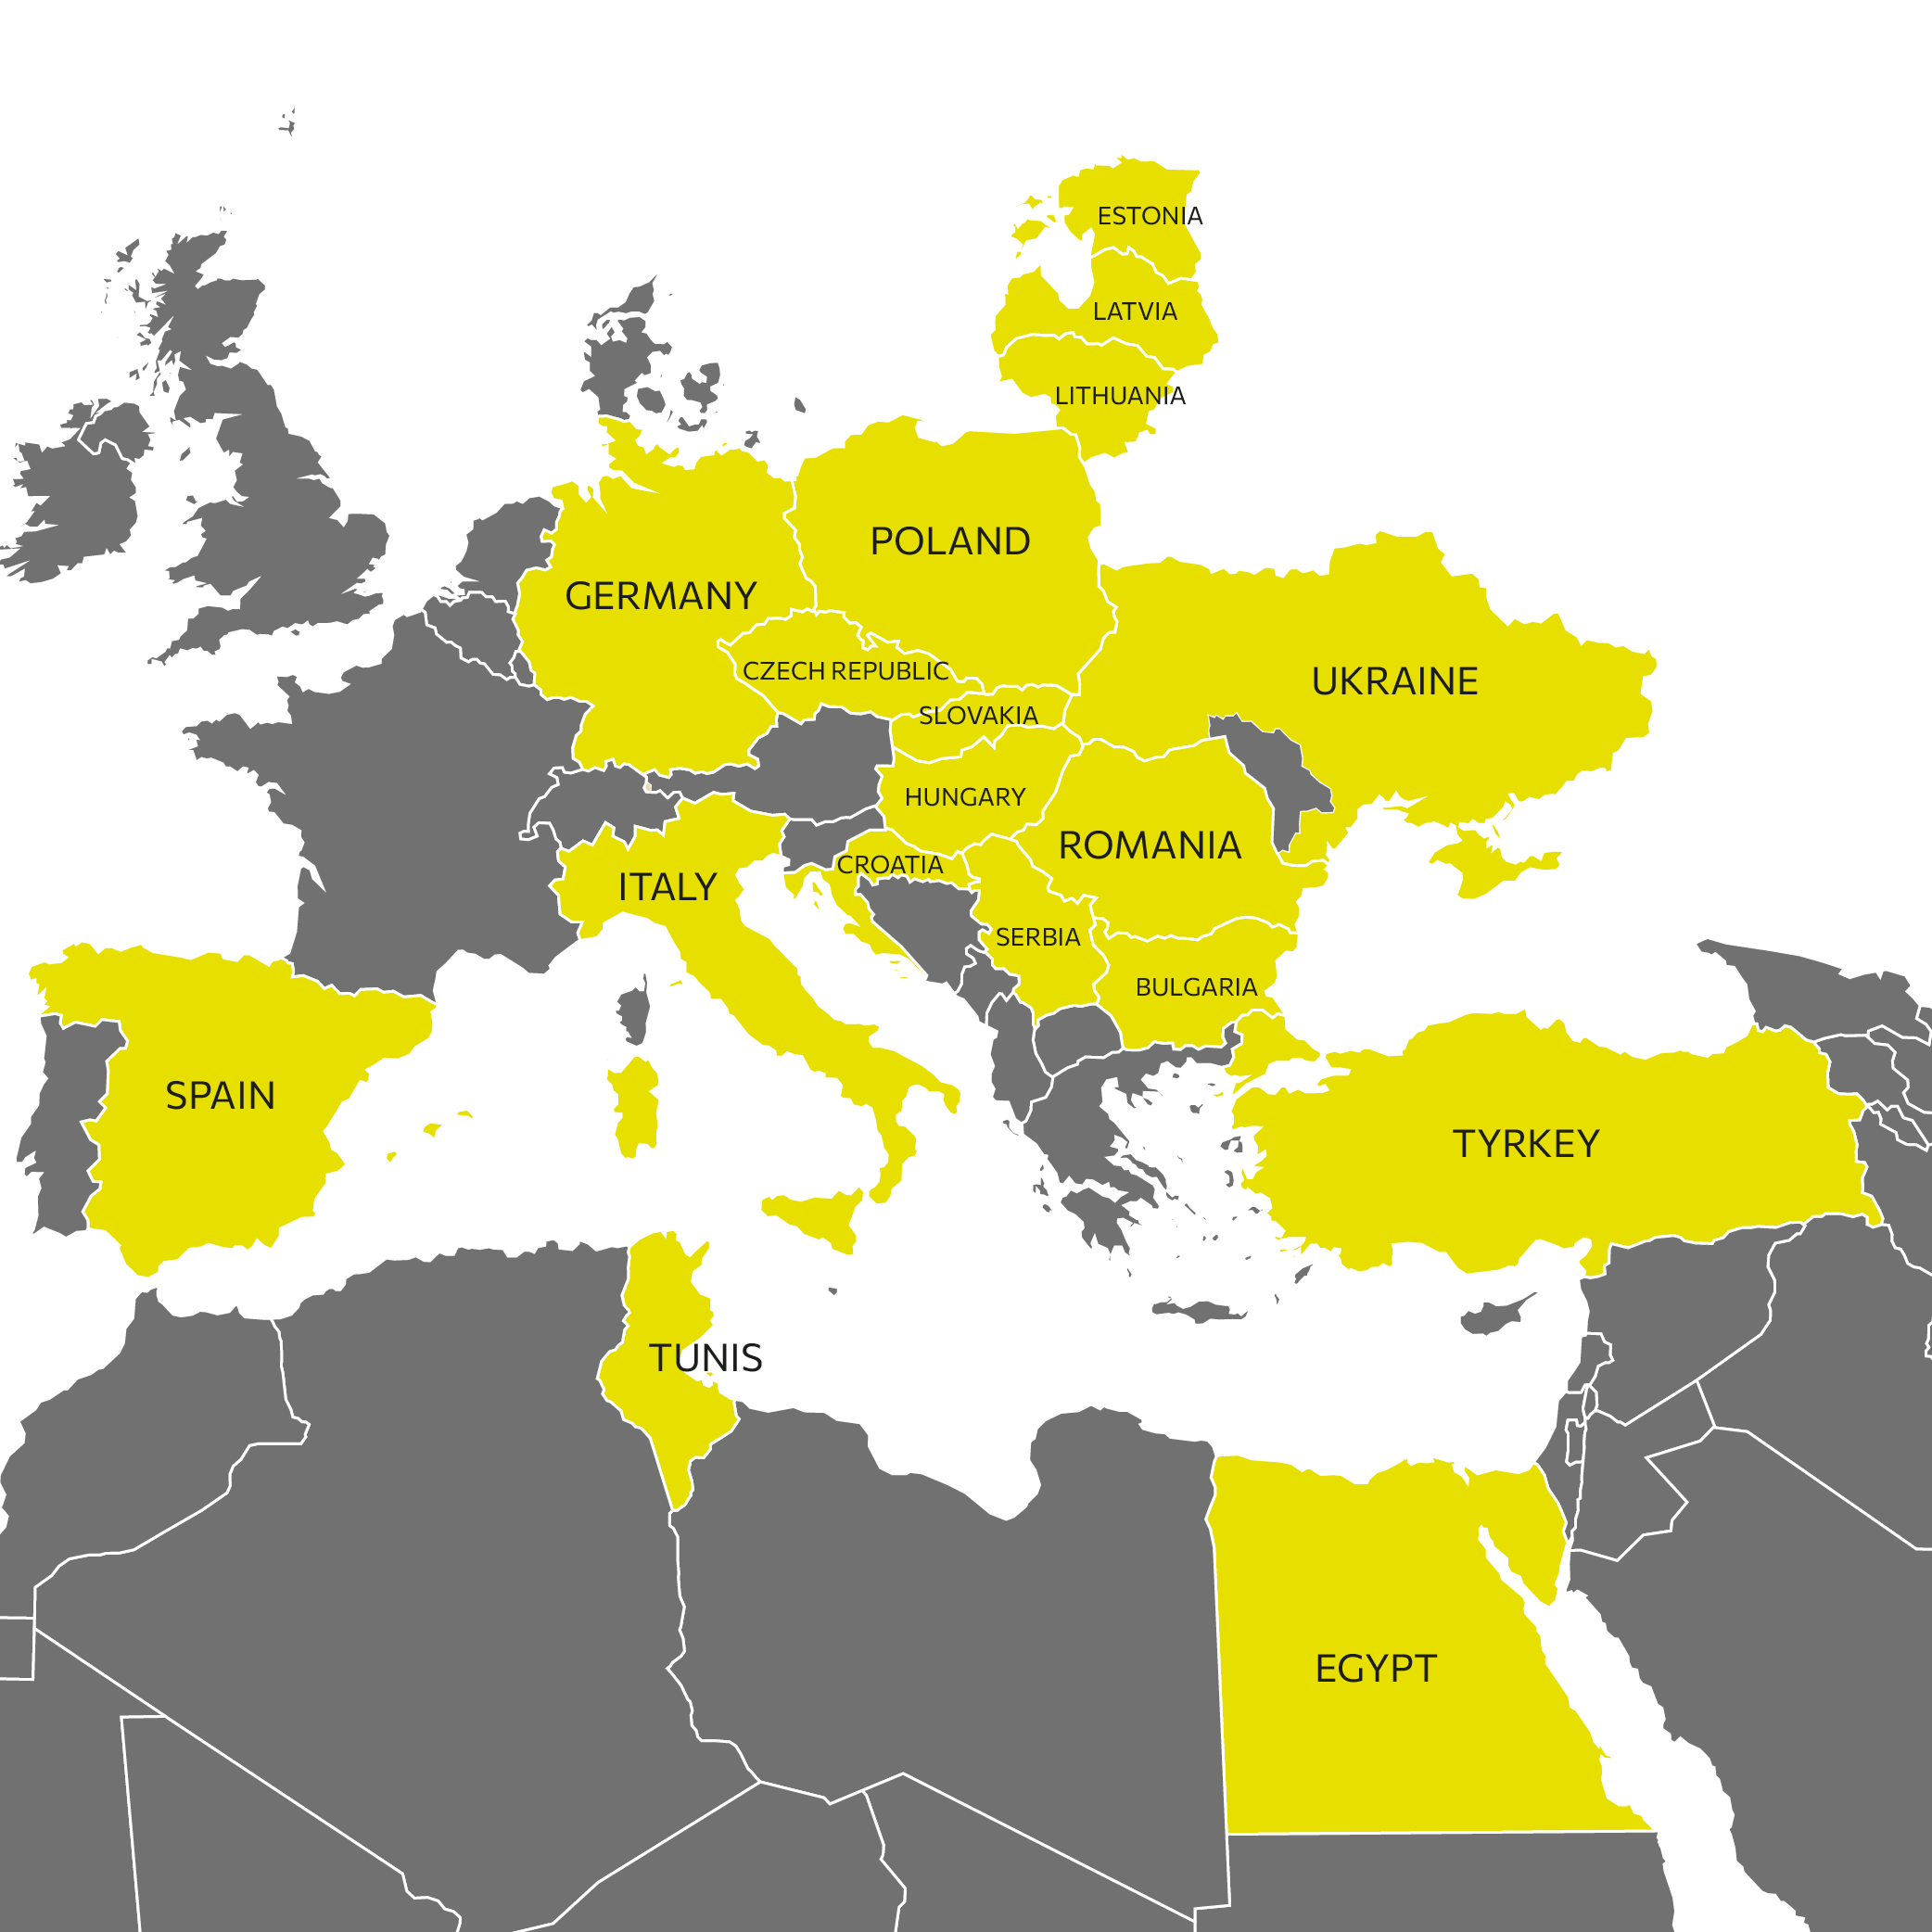 ESTONIA
LATVIA
LITHUANIA
POLAND
GERMANY
CZECH REPUBLIC
UKRAINE
SLOVAKIA
HUNGARY
ROMANIA
CROATIA
ITALY
SERBIA
BULGARIA
SPAIN
TYRKEY
TUNIS
EGYPT